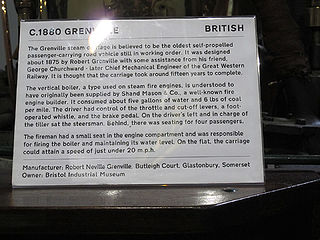 C.1880 GRENVILLE BRITISH
The Grenville steam carriage is believed to be the oldest self-propelled
passenger-carrying road vehicle still in working order. It was designed
by 1875 by Robert Grenville with some assistance from his friend,
George Churchward - later Chief Mechanical Engineer of the Great Western
Railway. It is thought that the carriage took around fifteen years to complete.
The vertical boiler, a type used on steam fire engines, is thought to
have originally been supplied by Shand Mason & Co., a well-known fire
engine builder. It consumed about five gallons of water and 6 lbs of coal
per mile. The driver had control of the throttle and cut-off levers, a foot-
operated whistle, and the brake pedal. On the driver's left and in charge of
the tiller sat the steersman. Behind, there was seating for four passengers.
The fireman had a small seat in the engine compartment and was responsible
for firing the boiler and maintaining its water level. On the flat, the carriage
could attain a speed of just under 20 m.p.h.
Manufacturer: Robert Neville Grenville, Butleigh Court, Glastonbury, Somerset
Owner: Bristol Industrial Museum